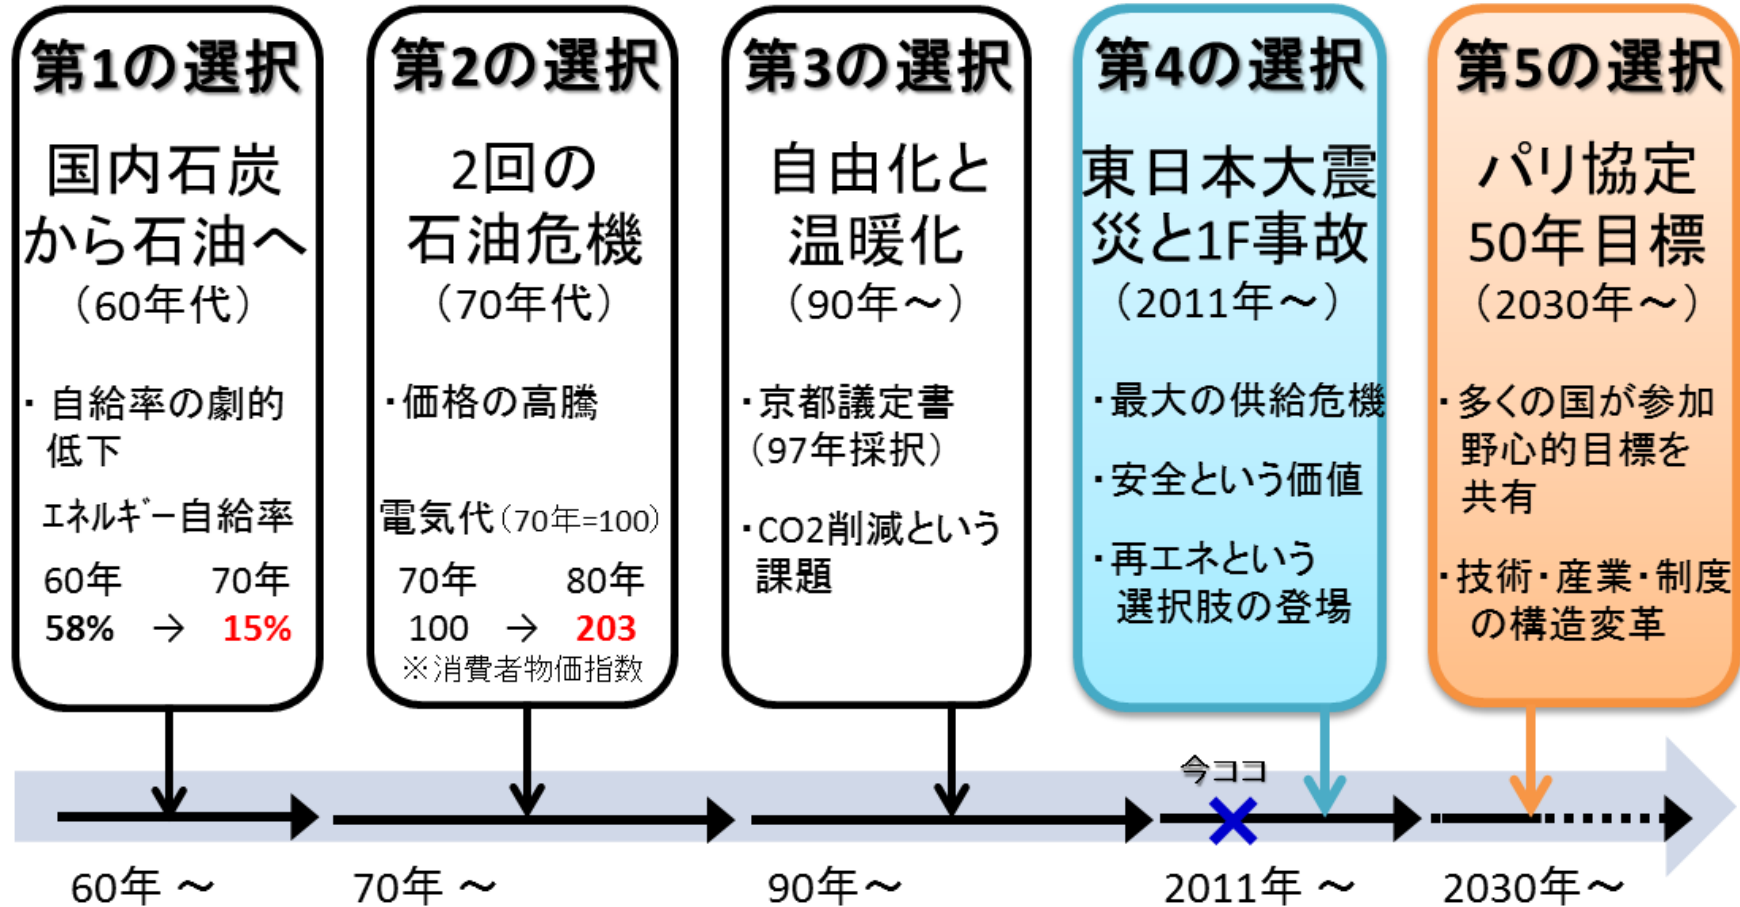 第1の選択
国内石炭
から石油へ
（60年代）
・自給率の劇的
低下
ｴﾈﾙｷﾞｰ自給率
60年 70年
58% → 15%
第2の選択
2回の
石油危機
（70年代）
・価格の高騰
電気代（70年=100）
70年 80年
100 → 203
※消費者物価指数
第3の選択
自由化と
温暖化
（90年～）
・京都議定書
（97年採択）
・CO2削減という
課題
第4の選択
東日本大震
災と1F事故
（2011年～）
・最大の供給危機
・安全という価値
・再エネという
選択肢の登場
第5の選択
パリ協定
50年目標
（2030年～）
・多くの国が参加
野心的目標を
共有
・技術・産業・制度
の構造変革
今ココ
60年 ～
70年 ～
90年～
2011年 ～
2030年～